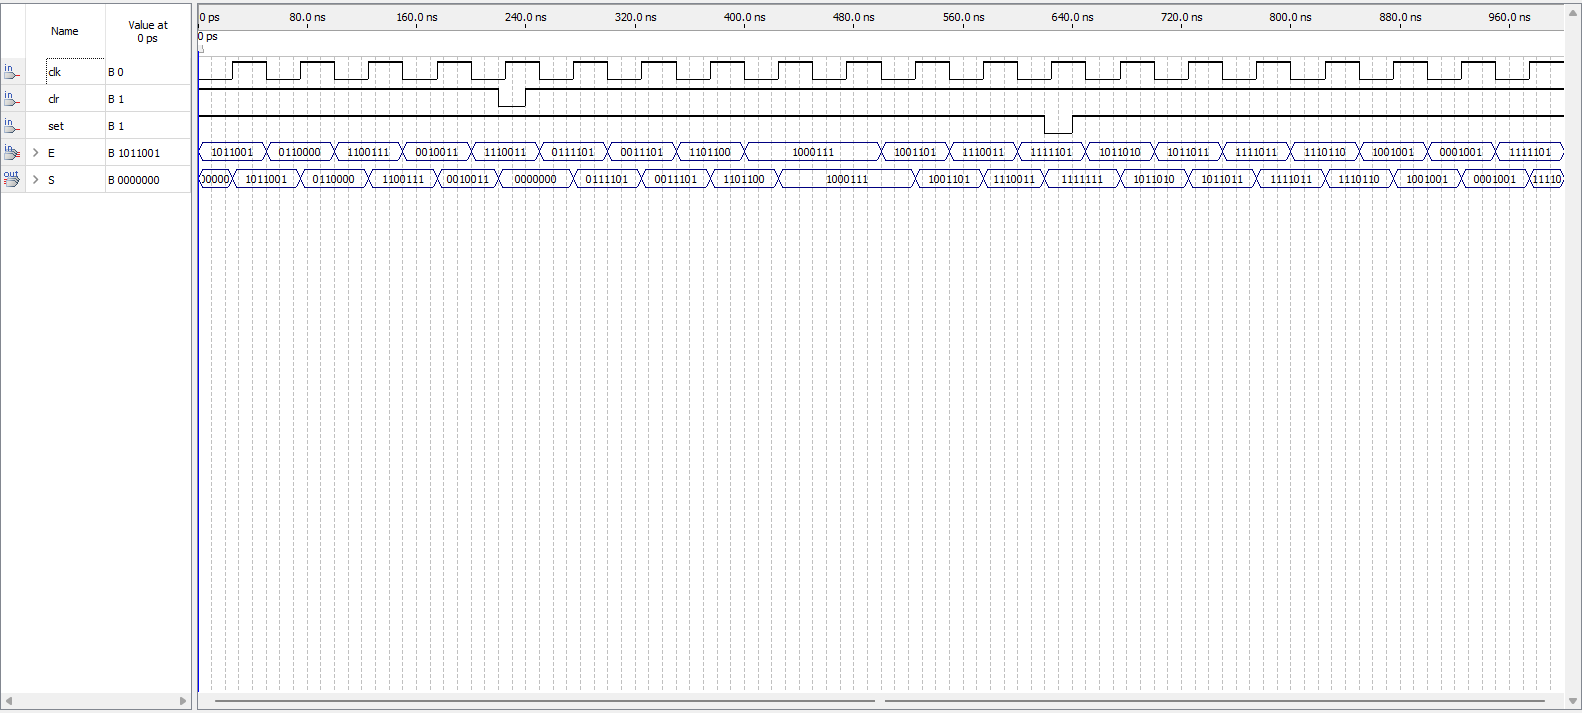 Name
Value at
0 ps
0 ps 80.0 ns 160.0 ns 240.0 ns 320.0 ns 400.0 ns 480.0 ns 560.0 ns 640.0 ns 720.0 ns 800.0 ns 880.0 ns 960.0 ns
0 ps
in clk B 0
in clr B 1
in set B 1
in E B 1011001 1011001 0110000 1100111 0010011 1110011 0111101 0011101 1101100 1000111 1001101 1110011 1111101 1011010 1011011 1111011 1110110 1001001 0001001 1111101
out S B 0000000 00000 1011001 0110000 1100111 0010011 0000000 0111101 0011101 1101100 1000111 1001101 1110011 1111111 1011010 1011011 1111011 1110110 1001001 0001001 11110